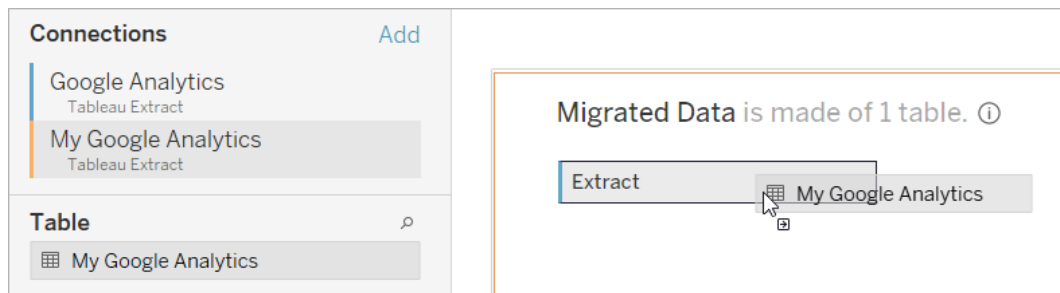 Connections Add
Google Analytics
Tableau Extract
My Google Analytics
Tableau Extract
Table
My Google Analytics
Migrated Data is made of 1 table.
Extract
My Google Analytics